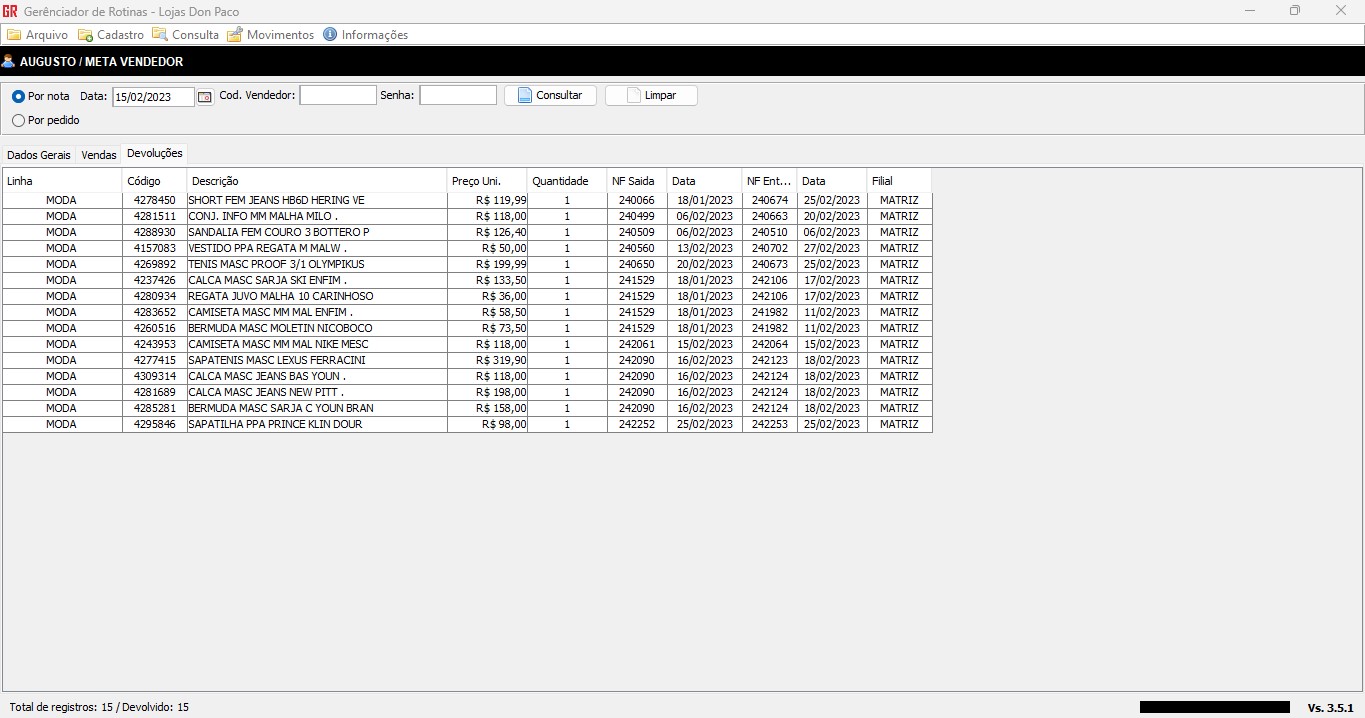 GR Gerênciador de Rotinas - Lojas Don Paco
Arquivo Cadastro Consulta Movimentos Informações
AUGUSTO / META VENDEDOR
Por nota Data: 15/02/2023 Cod. Vendedor: Senha: Consultar Limpar
Por pedido
Dados Gerais Vendas Devoluções
Linha Código Descrição Preço Uni. Quantidade NF Saida Data NF Ent... Data Filial
MODA 4278450 SHORT FEM JEANS HB6D HERING VE R$ 119,99 1 240066 18/01/2023 240674 25/02/2023 MATRIZ
MODA 4281511 CONJ. INFO MM MALHA MILO . R$ 118,00 1 240499 06/02/2023 240663 20/02/2023 MATRIZ
MODA 4288930 SANDALIA FEM COURO 3 BOTTERO P R$ 126,40 1 240509 06/02/2023 240510 06/02/2023 MATRIZ
MODA 4157083 VESTIDO PPA REGATA M MALW . R$ 50,00 1 240560 13/02/2023 240702 27/02/2023 MATRIZ
MODA 4269892 TENIS MASC PROOF 3/1 OLYMPIKUS R$ 199,99 1 240650 20/02/2023 240673 25/02/2023 MATRIZ
MODA 4237426 CALCA MASC SARJA SKI ENFIM . R$ 133,50 1 241529 18/01/2023 242106 17/02/2023 MATRIZ
MODA 4280934 REGATA JUVO MALHA 10 CARINHOSO R$ 36,00 1 241529 18/01/2023 242106 17/02/2023 MATRIZ
MODA 4283652 CAMISETA MASC MM MAL ENFIM . R$ 58,50 1 241529 18/01/2023 241982 11/02/2023 MATRIZ
MODA 4260516 BERMUDA MASC MOLETIN NICOBOCO R$ 73,50 1 241529 18/01/2023 241982 11/02/2023 MATRIZ
MODA 4243953 CAMISETA MASC MM MAL NIKE MESC R$ 118,00 1 242061 15/02/2023 242064 15/02/2023 MATRIZ
MODA 4277415 SAPATENIS MASC LEXUS FERRACINI R$ 319,90 1 242090 16/02/2023 242123 18/02/2023 MATRIZ
MODA 4309314 CALCA MASC JEANS BAS YOUN . R$ 118,00 1 242090 16/02/2023 242124 18/02/2023 MATRIZ
MODA 4281689 CALCA MASC JEANS NEW PITT . R$ 198,00 1 242090 16/02/2023 242124 18/02/2023 MATRIZ
MODA 4285281 BERMUDA MASC SARJA C YOUN BRAN R$ 158,00 1 242090 16/02/2023 242124 18/02/2023 MATRIZ
MODA 4295846 SAPATILHA PPA PRINCE KLIN DOUR R$ 98,00 1 242252 25/02/2023 242253 25/02/2023 MATRIZ
Total de registros: 15 / Devolvido: 15 Vs. 3.5.1